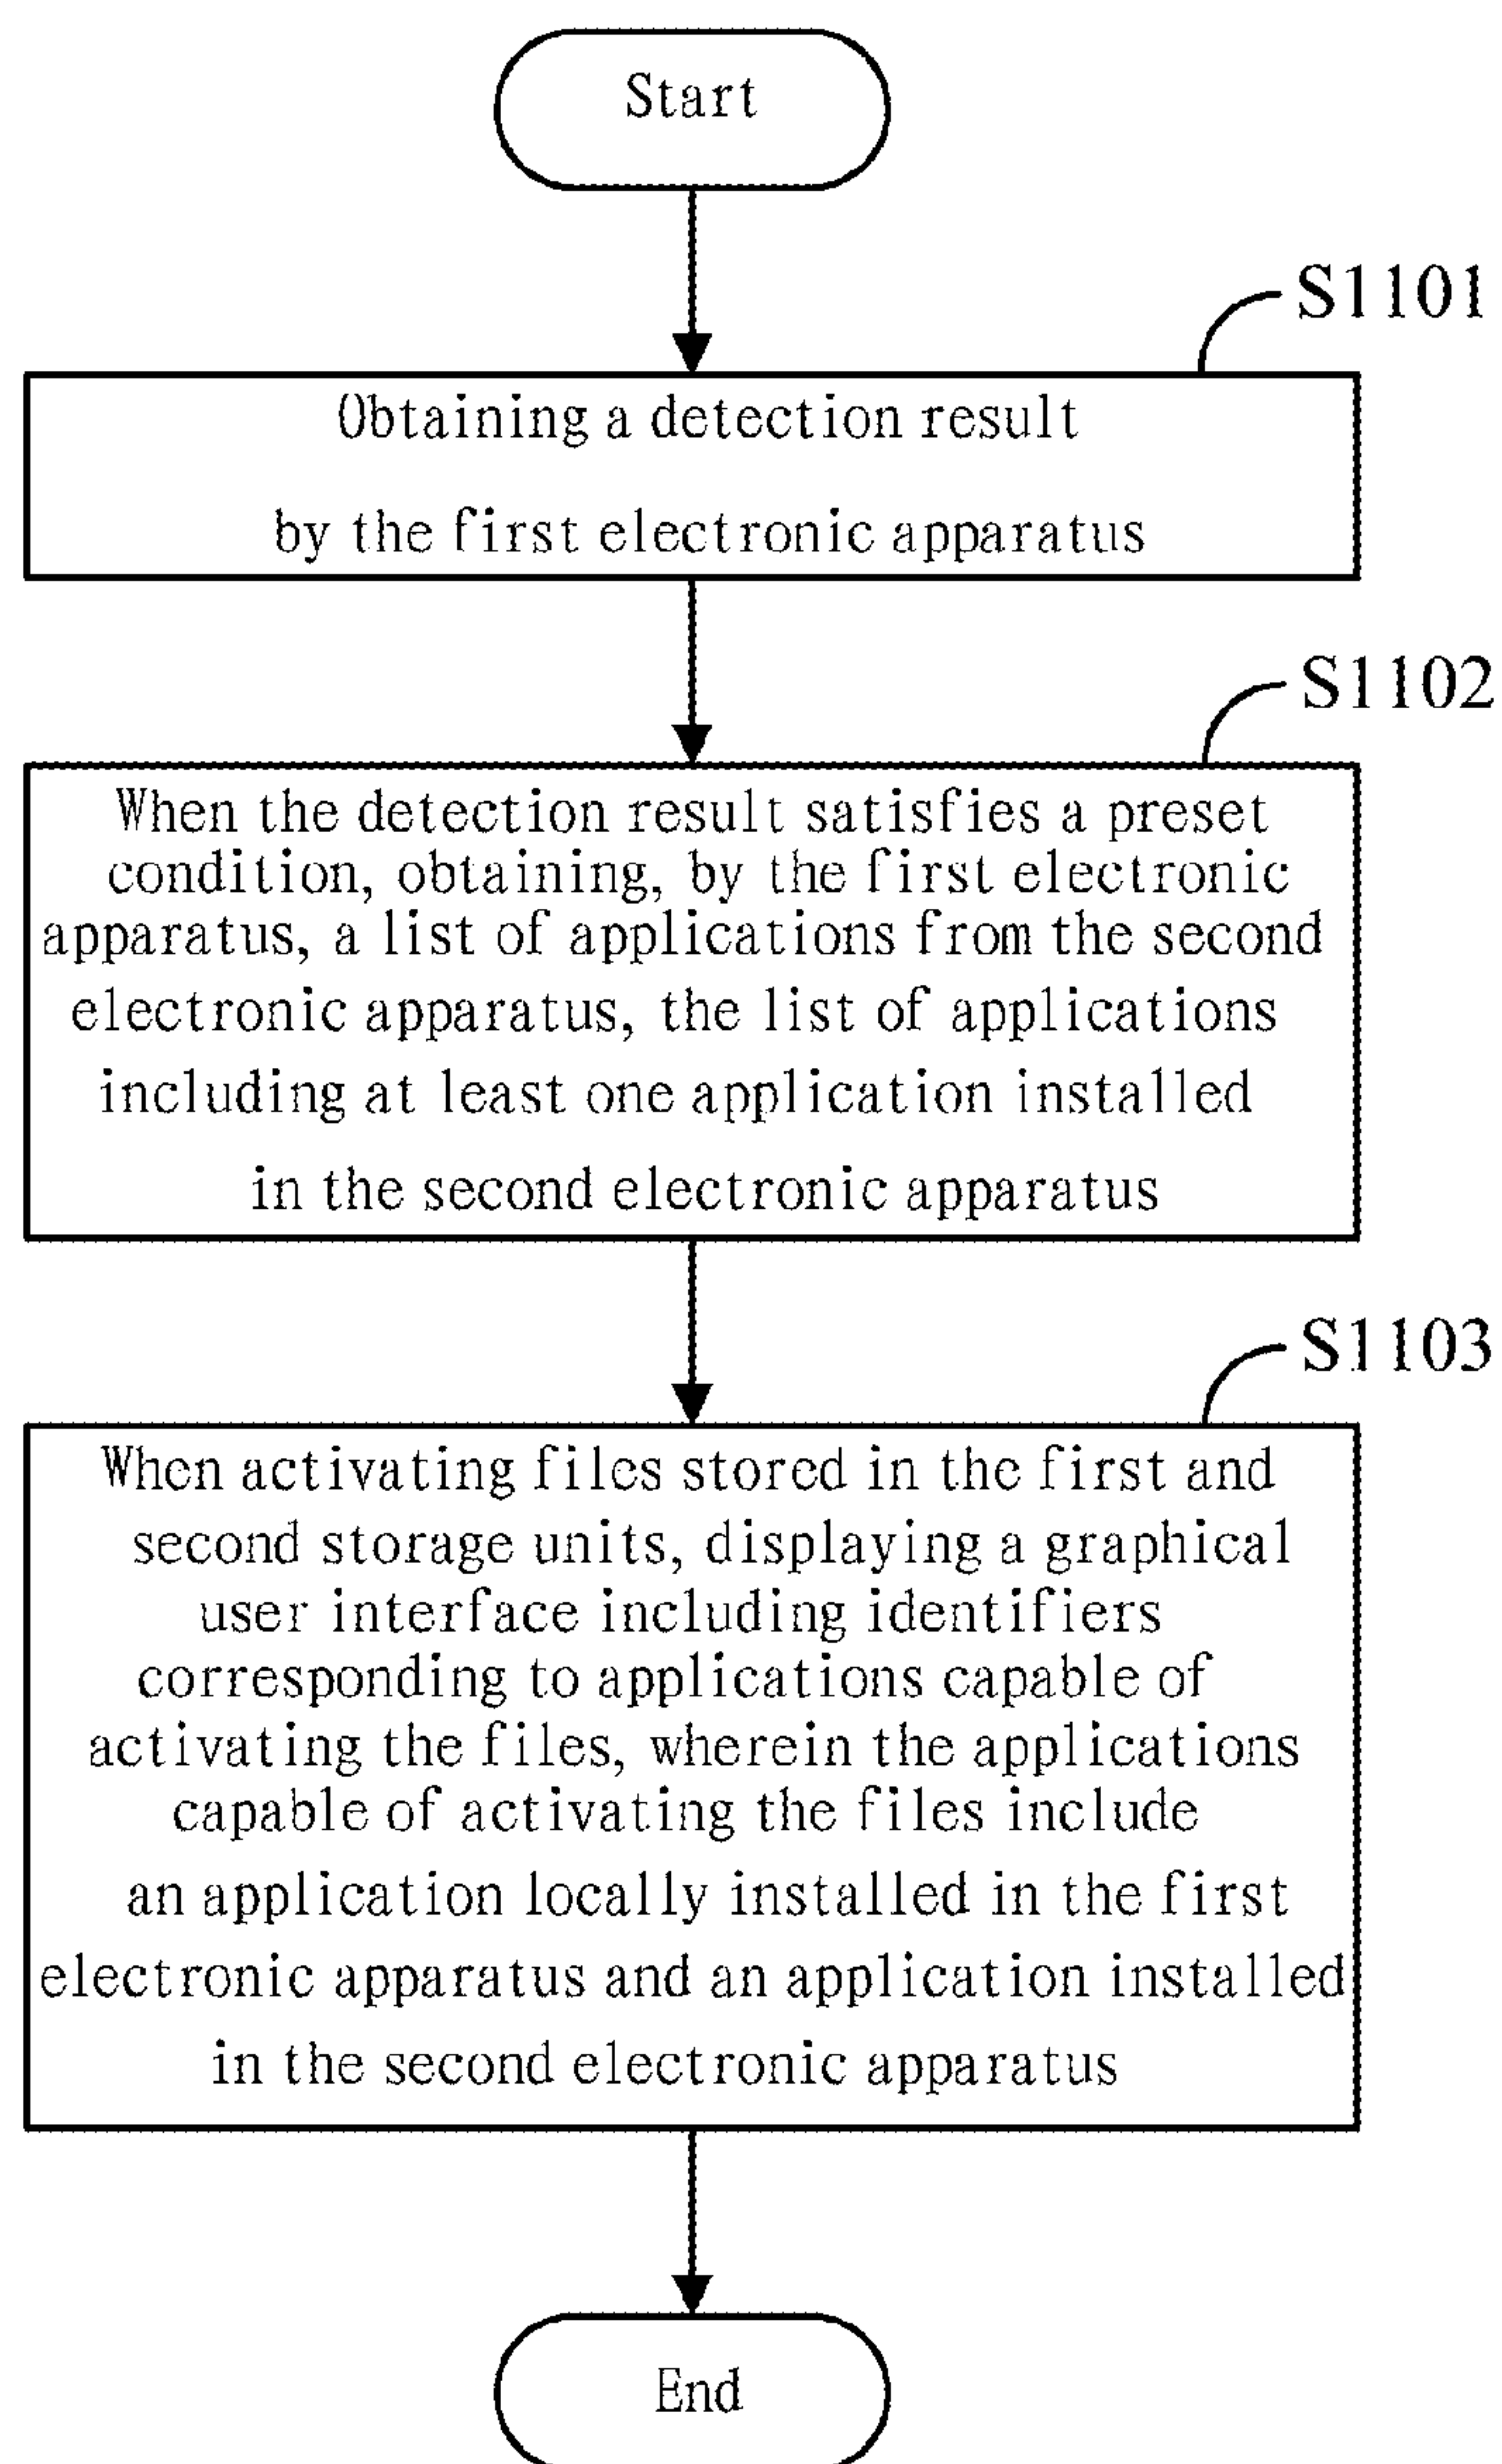 Start
S1101
Obtaining a detection result
by the first electronic apparatus
S1102
When the detection result satisfies a preset
condition, obtaining, by the first electronic
apparatus, a list of applications from the second
electronic apparatus, the list of applications
including at least one application installed
in the second electronic apparatus
S1103
When activating files stored in the first and
second storage units, displaying a graphical
user interface including identifiers
corresponding to applications capable of
activating the files, wherein the applications
capable of activating the files include
an application locally installed in the first
electronic apparatus and an application installed
in the second electronic apparatus
End